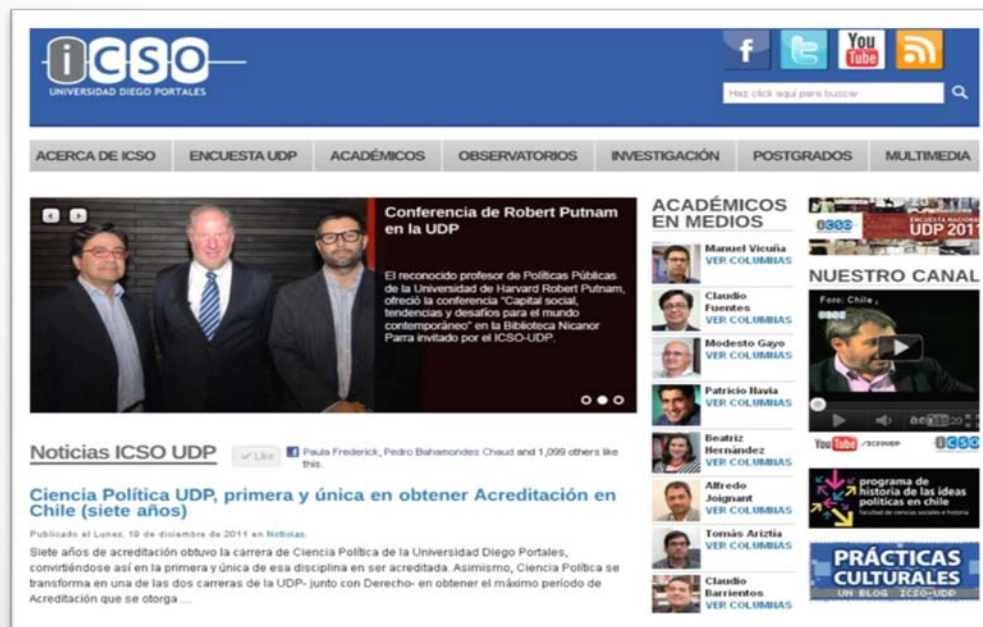 iCSO
UNIVERSIDAD DIEGO PORTALES
f
t
You
Tube
Haz click aquí para buscar
ACERCA DE ICSO
ENCUESTA UDP
ACADÉMICOS
OBSERVATORIOS
INVESTIGACIÓN
POSTGRADOS
MULTIMEDIA
Conferencia de Robert Putnam
en la UDP
El reconocido profesor de Políticas Públicas
de la Universidad de Harvard Robert Putnam,
ofreció la conferencia "Capital social,
tendencias y desafíos para el mundo
contemporáneo" en la Biblioteca Nicanor
Parra invitado por el ICSO-UDP.
Noticias ICSO UDP
Like
Paula Frederick, Pedro Bahamondes Chaud and 1,099 others like
this.
Ciencia Política UDP, primera y única en obtener Acreditación en
Chile (siete años)
Publicado el Lunes, 19 de diciembre de 2011 en Noticias.
Siete años de acreditación obtuvo la carrera de Ciencia Política de la Universidad Diego Portales,
convirtiéndose así en la primera y única de esa disciplina en ser acreditada. Asimismo, Ciencia Política se
transforma en una de las dos carreras de la UDP- junto con Derecho- en obtener el máximo período de
Acreditación que se otorga ...
ACADÉMICOS
EN MEDIOS
Manuel Vicuña
VER COLUMNAS
Claudio
Fuentes
VER COLUMNAS
Modesto Gayo
VER COLUMNAS
Patricio Navia
VER COLUMNAS
Beatriz
Hernández
VER COLUMNAS
Alfredo
Joignant
VER COLUMNAS
Tomás Ariztía
VER COLUMNAS
Claudio
Barrientos
VER COLUMNAS
iCSO
ENCUESTA NACIONAL
UDP 2011
NUESTRO CANAL
Foro: Chile ,
iCSO
You Tube /ICSOUDP
iCSO
programa de
historia de las ideas
políticas en chile
facultad de ciencias sociales e historia
PRÁCTICAS
CULTURALES
UN BLOG ICSO-UDP